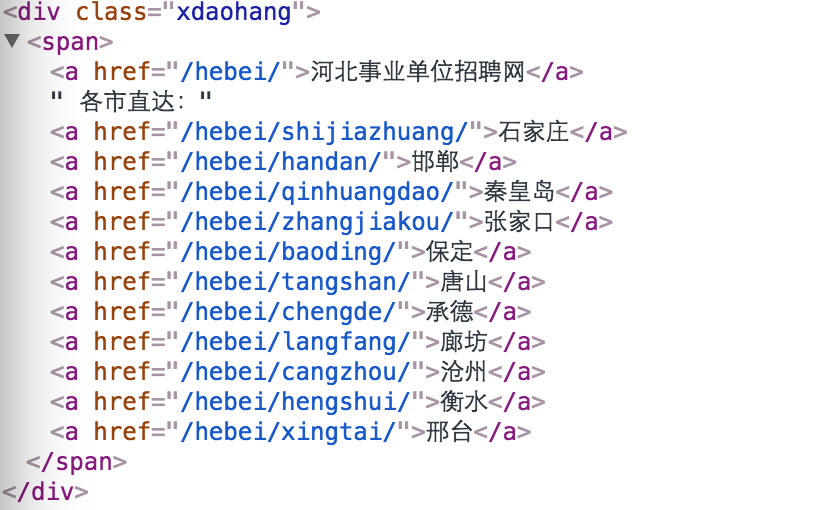 <div class="xdaohang">
▼<span>
<a href="/hebei/">河北事业单位招聘网</a>
" 各市直达："
<a href="/hebei/shijiazhuang/">石家庄</a>
<a href="/hebei/handan/">邯郸</a>
<a href="/hebei/qinhuangdao/">秦皇岛</a>
<a href="/hebei/zhangjiakou/">张家口</a>
<a href="/hebei/baoding/">保定</a>
<a href="/hebei/tangshan/">唐山</a>
<a href="/hebei/chengde/">承德</a>
<a href="/hebei/langfang/">廊坊</a>
<a href="/hebei/cangzhou/">沧州</a>
<a href="/hebei/hengshui/">衡水</a>
<a href="/hebei/xingtai/">邢台</a>
</span>
</div>